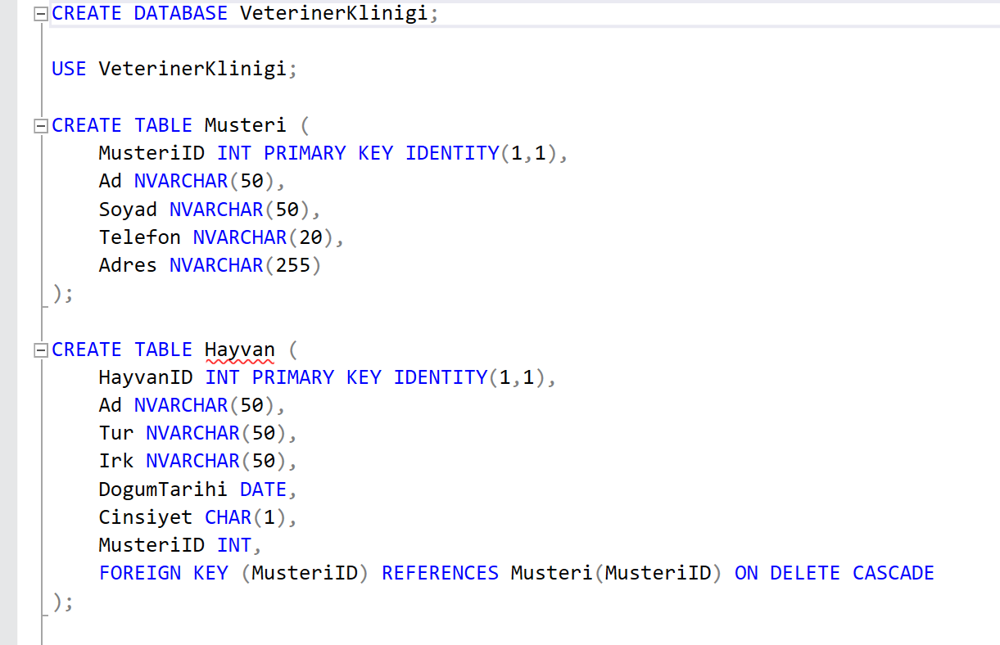 CREATE DATABASE VeterinerKlinigi;
USE VeterinerKlinigi;
CREATE TABLE Musteri (
    MusteriID INT PRIMARY KEY IDENTITY(1,1),
    Ad NVARCHAR(50),
    Soyad NVARCHAR(50),
    Telefon NVARCHAR(20),
    Adres NVARCHAR(255)
);
CREATE TABLE Hayvan (
    HayvanID INT PRIMARY KEY IDENTITY(1,1),
    Ad NVARCHAR(50),
    Tur NVARCHAR(50),
    Irk NVARCHAR(50),
    DogumTarihi DATE,
    Cinsiyet CHAR(1),
    MusteriID INT,
    FOREIGN KEY (MusteriID) REFERENCES Musteri(MusteriID) ON DELETE CASCADE
);